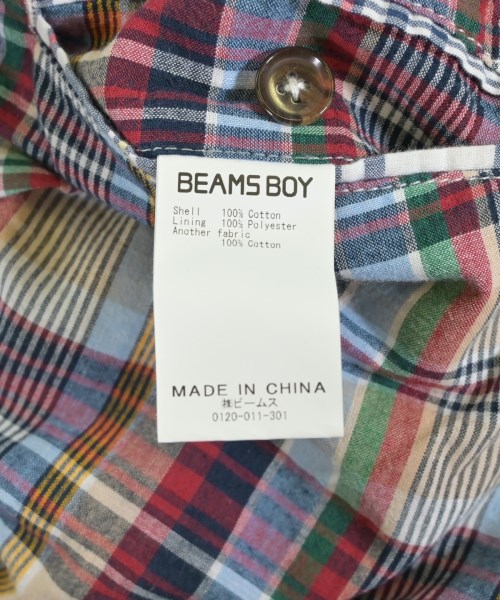 BEAMS BOY
Shell 100% Cotton
Lining 100% Polyester
Another fabric
100% Cotton
MADE IN CHINA
㈱ビームス
0120-011-301